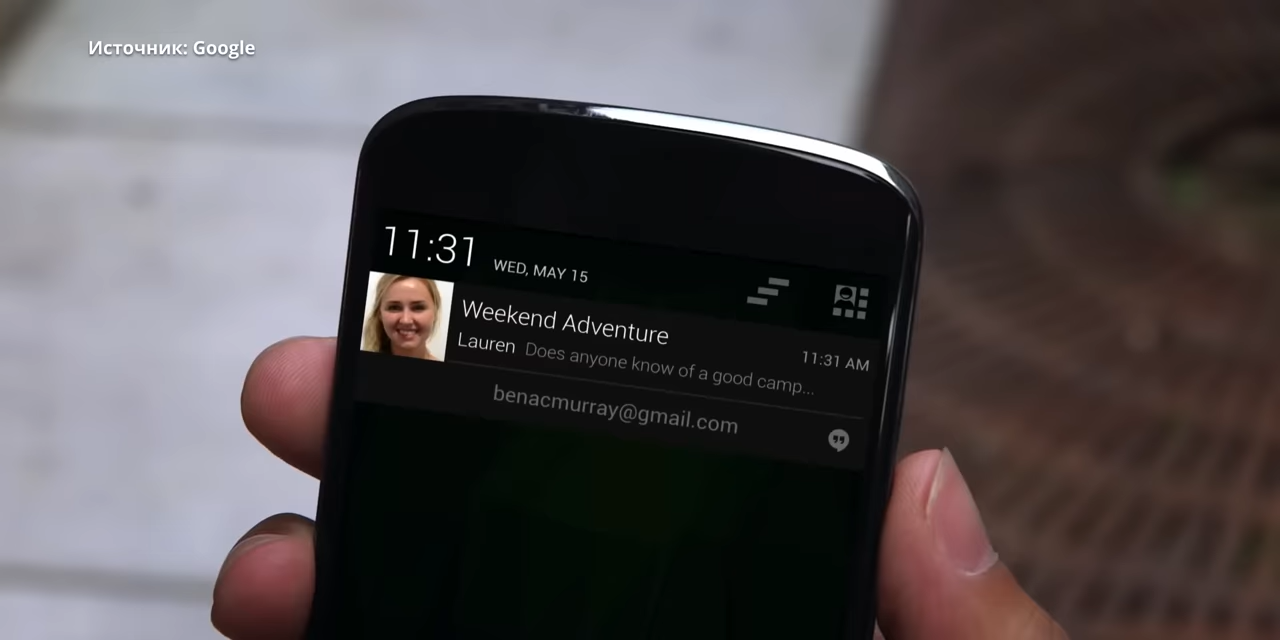 Источник: Google
11:31 WED, MAY 15
Weekend Adventure
11:31 AM
Lauren Does anyone know of a good camp...
benacmurray@gmail.com